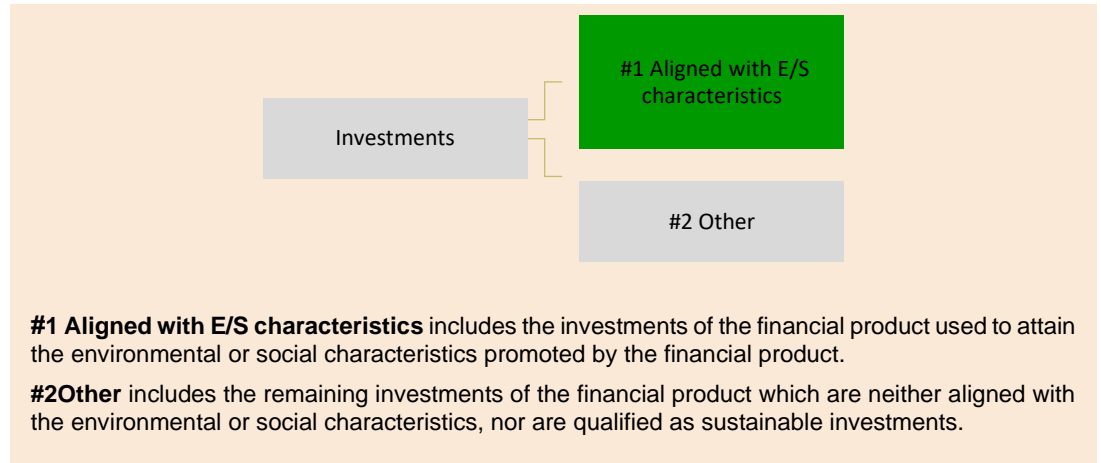 #1 Aligned with E/S
characteristics
Investments
#2 Other
#1 Aligned with E/S characteristics includes the investments of the financial product used to attain
the environmental or social characteristics promoted by the financial product.
#2Other includes the remaining investments of the financial product which are neither aligned with
the environmental or social characteristics, nor are qualified as sustainable investments.